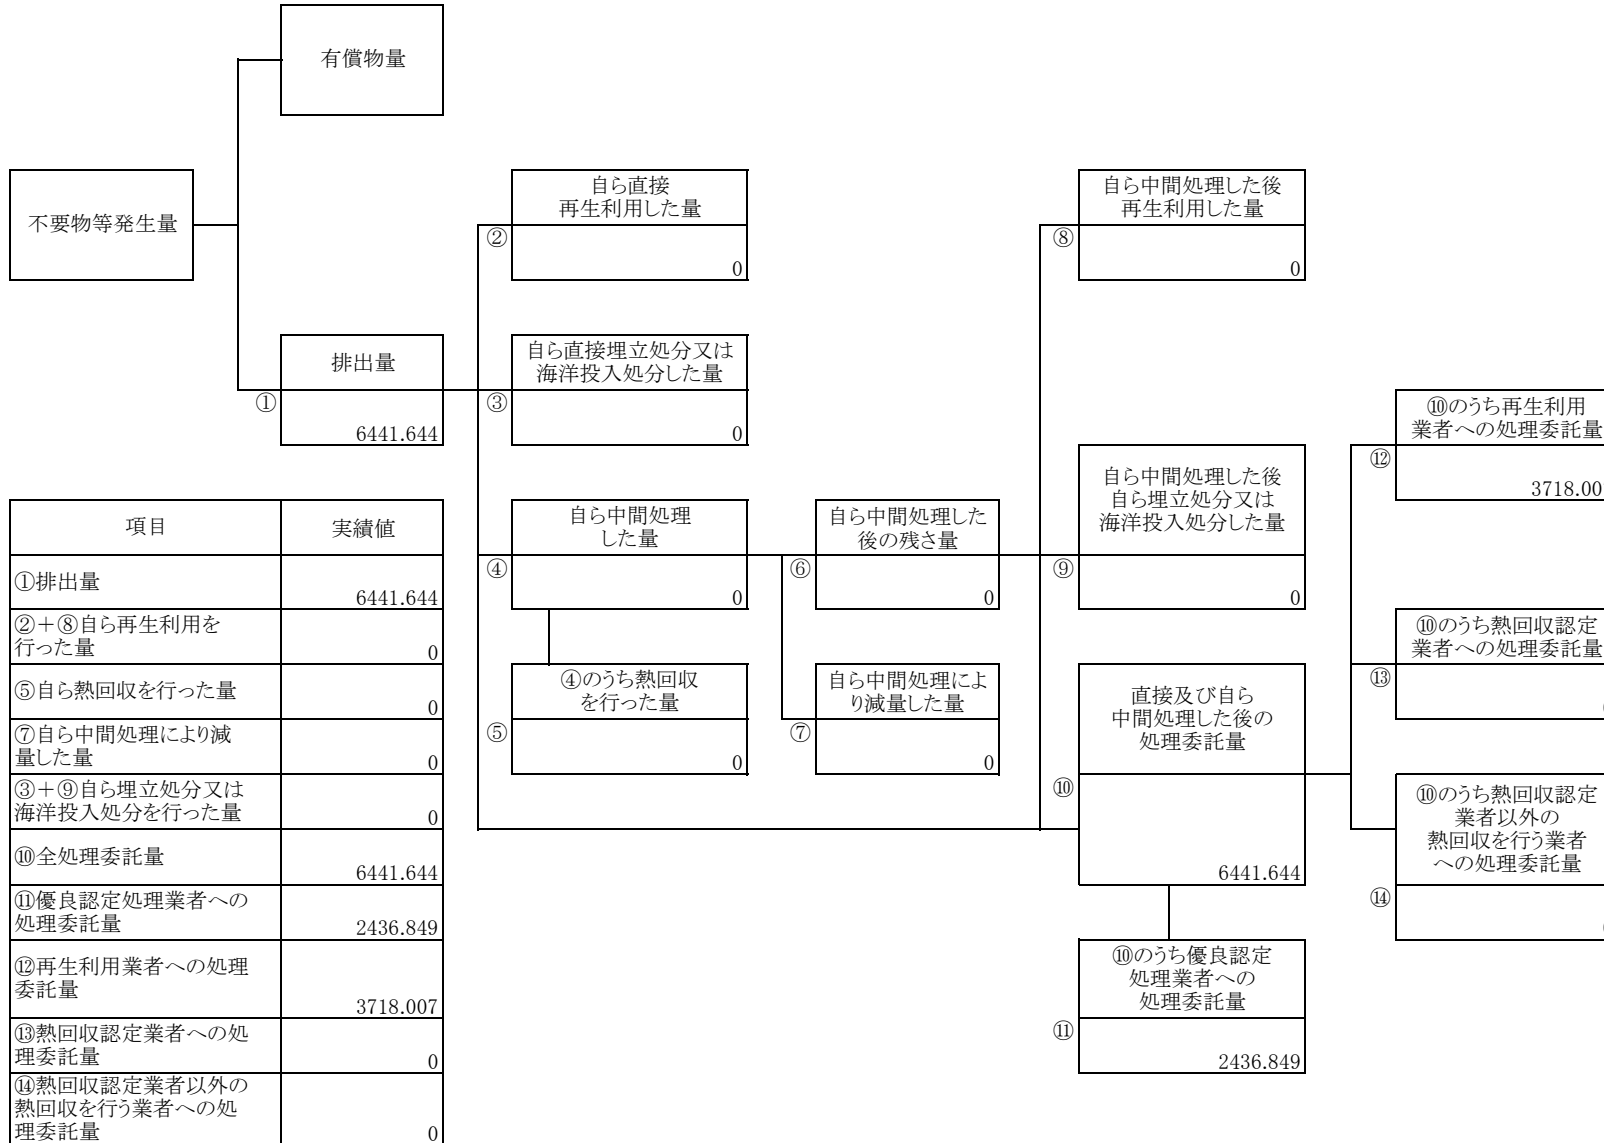 有償物量
不要物等発生量
排出量
①
6441.644
自ら直接
再生利用した量
②
0
自ら直接埋立処分又は
海洋投入処分した量
③
0
自ら中間処理
した量
④
0
④のうち熱回収
を行った量
⑤
0
自ら中間処理した
後の残さ量
⑥
0
自ら中間処理によ
り減量した量
⑦
0
自ら中間処理した後
再生利用した量
⑧
0
自ら中間処理した後
自ら埋立処分又は
海洋投入処分した量
⑨
0
直接及び自ら
中間処理した後の
処理委託量
⑩
6441.644
⑩のうち優良認定
処理業者への
処理委託量
⑪
2436.849
⑩のうち再生利用
業者への処理委託量
⑫
3718.00
⑩のうち熱回収認定
業者への処理委託量
⑬
⑩のうち熱回収認定
業者以外の
熱回収を行う業者
への処理委託量
⑭
項目 実績値
①排出量 6441.644
②＋⑧自ら再生利用を
行った量 0
⑤自ら熱回収を行った量 0
⑦自ら中間処理により減
量した量 0
③＋⑨自ら埋立処分又は
海洋投入処分を行った量 0
⑩全処理委託量 6441.644
⑪優良認定処理業者への
処理委託量 2436.849
⑫再生利用業者への処理
委託量 3718.007
⑬熱回収認定業者への処
理委託量 0
⑭熱回収認定業者以外の
熱回収を行う業者への処
理委託量 0